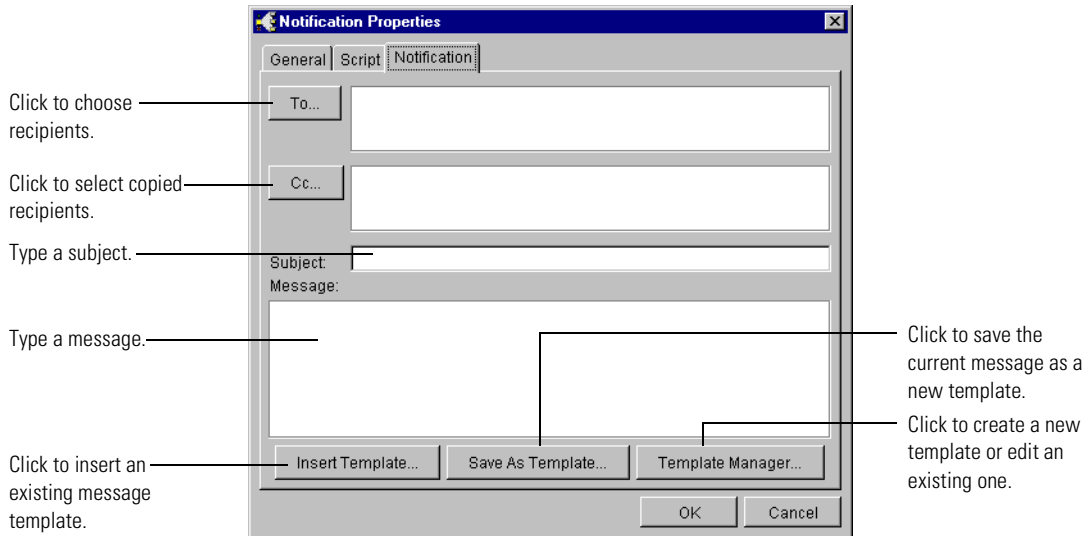 Notification Properties
General Script Notification
Click to choose
recipients.
To...
Click to select copied
recipients.
Cc...
Type a subject.
Subject:
Message:
Type a message.
Click to save the
current message as a
new template.
Click to create a new
template or edit an
existing one.
Click to insert an
existing message
template.
Insert Template... Save As Template... Template Manager...
OK Cancel